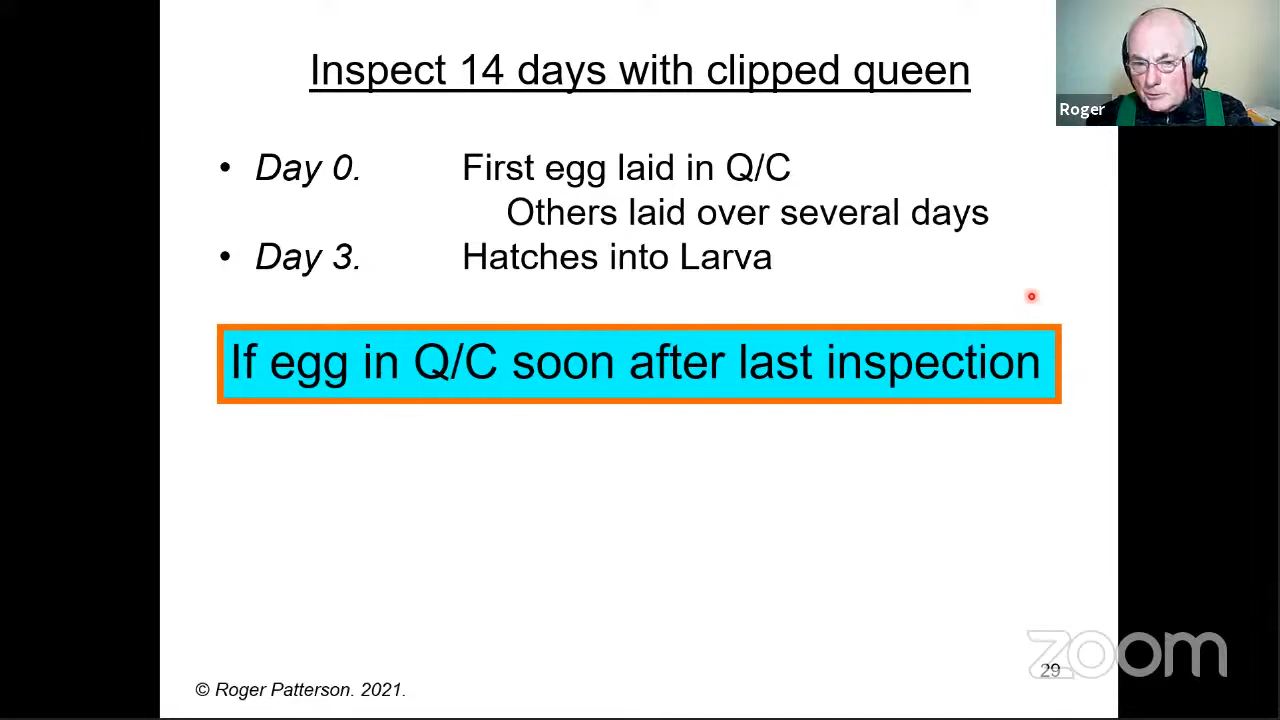 Inspect 14 days with clipped queen
Roger
• Day 0. First egg laid in Q/C
Others laid over several days
• Day 3. Hatches into Larva
If egg in Q/C soon after last inspection
zoom
29
© Roger Patterson. 2021.